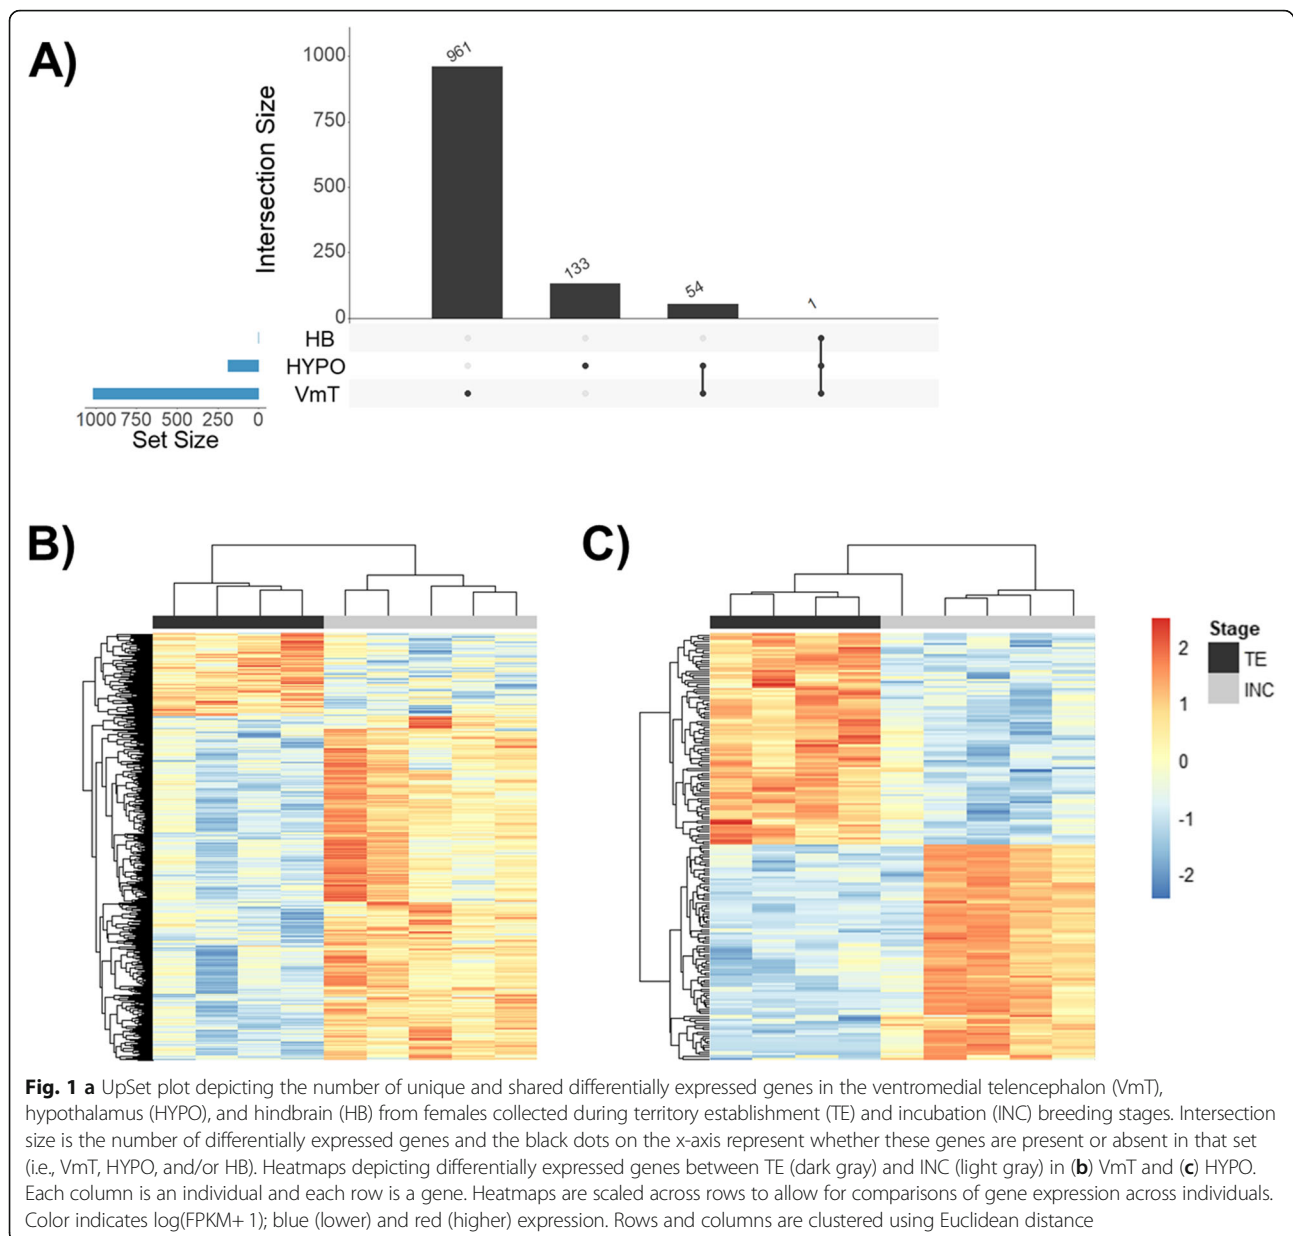 A)
Intersection Size
1000
750
500
250
0
961
133
54
1
HB
HYPO
VmT
1000 750 500 250 0
Set Size
B)
C)
2
1
0
-1
-2
Stage
TE
INC
Fig. 1 a UpSet plot depicting the number of unique and shared differentially expressed genes in the ventromedial telencephalon (VmT),
hypothalamus (HYPO), and hindbrain (HB) from females collected during territory establishment (TE) and incubation (INC) breeding stages. Intersection
size is the number of differentially expressed genes and the black dots on the x-axis represent whether these genes are present or absent in that set
(i.e., VmT, HYPO, and/or HB). Heatmaps depicting differentially expressed genes between TE (dark gray) and INC (light gray) in (b) VmT and (c) HYPO.
Each column is an individual and each row is a gene. Heatmaps are scaled across rows to allow for comparisons of gene expression across individuals.
Color indicates log(FPKM+ 1); blue (lower) and red (higher) expression. Rows and columns are clustered using Euclidean distance